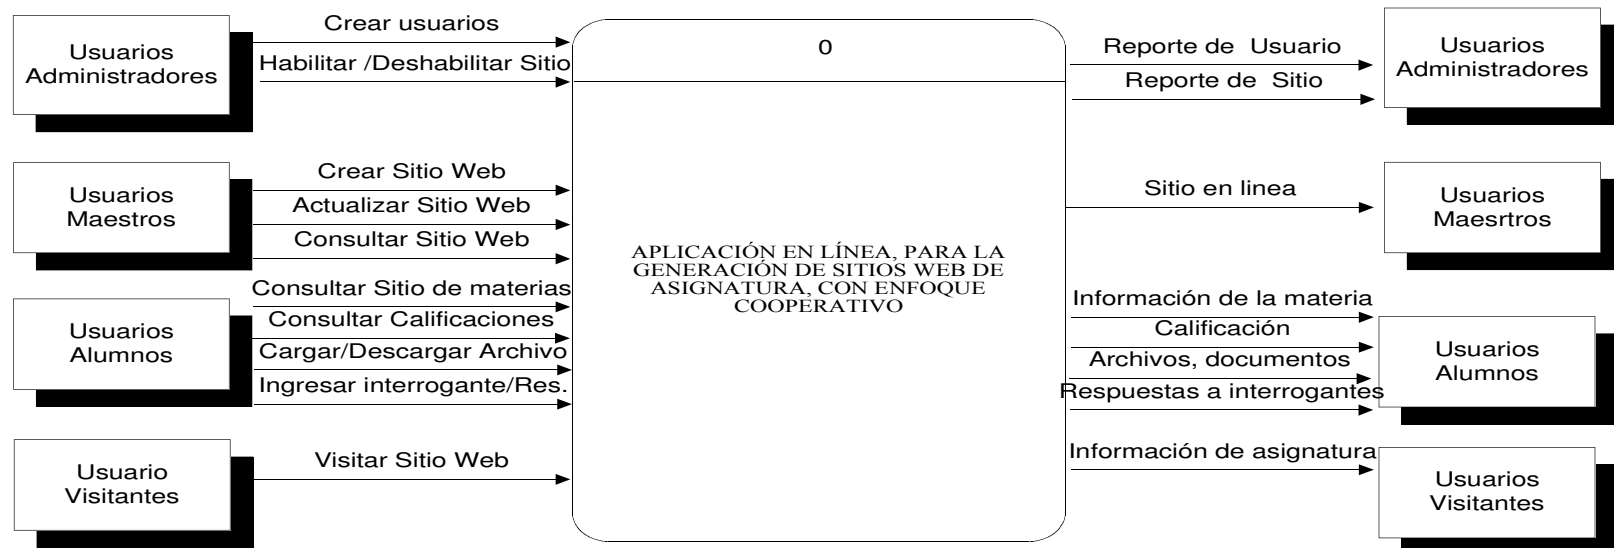 Usuarios
Administradores
Crear usuarios
Habilitar /Deshabilitar Sitio
Usuarios
Maestros
Crear Sitio Web
Actualizar Sitio Web
Consultar Sitio Web
Usuarios
Alumnos
Consultar Sitio de materias
Consultar Calificaciones
Cargar/Descargar Archivo
Ingresar interrogante/Res.
Usuario
Visitantes
Visitar Sitio Web
0
APLICACIÓN EN LÍNEA, PARA LA
GENERACIÓN DE SITIOS WEB DE
ASIGNATURA, CON ENFOQUE
COOPERATIVO
Reporte de Usuario
Reporte de Sitio
Usuarios
Administradores
Sitio en linea
Usuarios
Maesrtros
Información de la materia
Calificación
Archivos, documentos
Respuestas a interrogantes
Usuarios
Alumnos
Información de asignatura
Usuarios
Visitantes